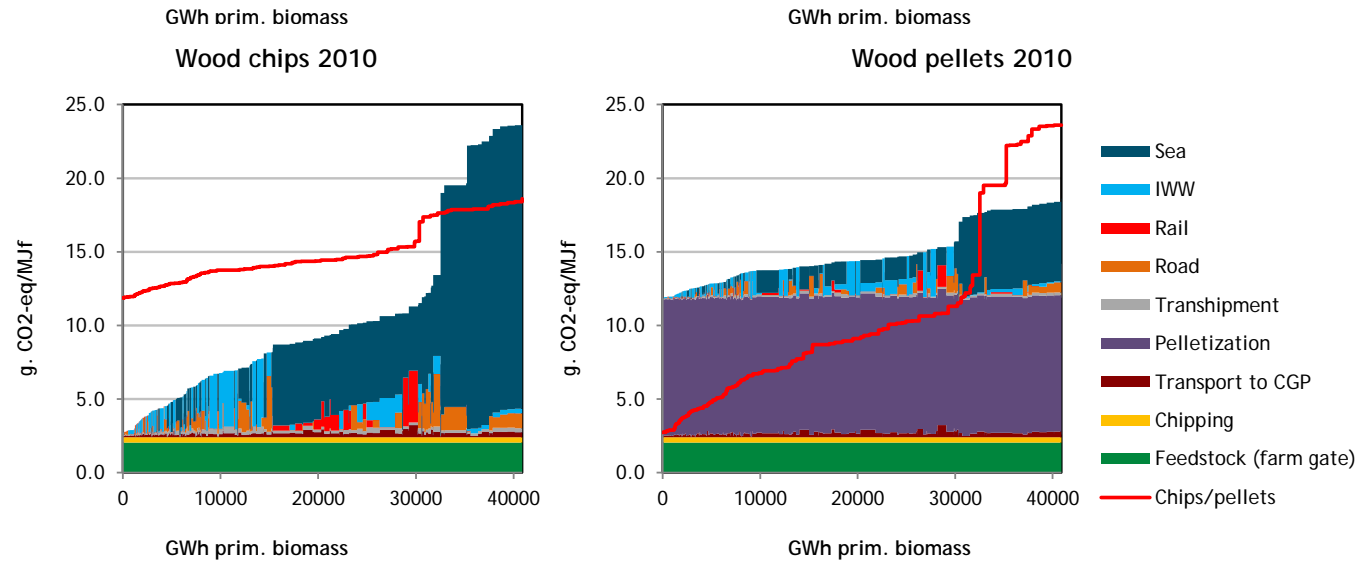 GWh prim. biomass
GWh prim. biomass
Wood chips 2010
Wood pellets 2010
g. CO2-eq/MJf
25.0
20.0
15.0
10.0
5.0
0.0
0
10000
20000
30000
40000
GWh prim. biomass
g. CO2-eq/MJf
25.0
20.0
15.0
10.0
5.0
0.0
0
10000
20000
30000
40000
GWh prim. biomass
Sea
IWW
Rail
Road
Transhipment
Pelletization
Transport to CGP
Chipping
Feedstock (farm gate)
Chips/pellets